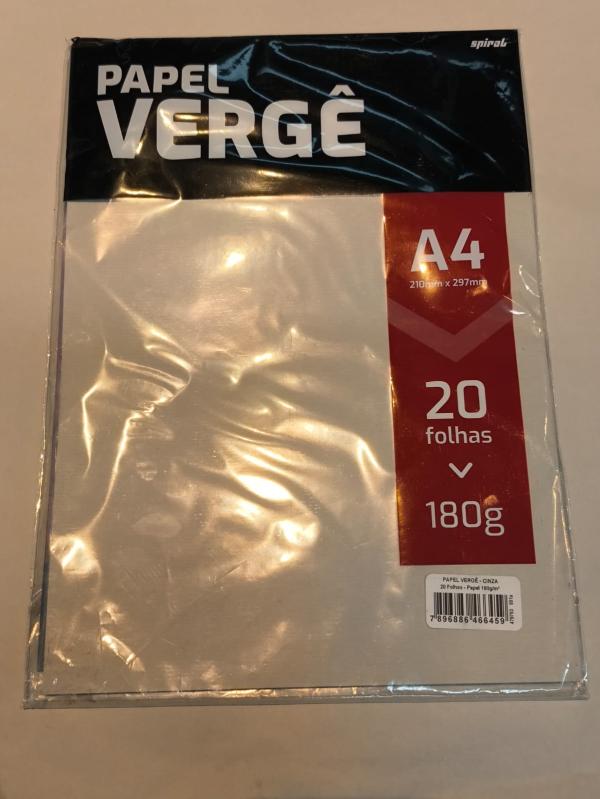 spiral
PAPEL
VERGÊ
A4
210mm x 297mm
20
folhas
180g
PAPEL VERGÊ - CINZA
20 Folhas - Papel 180g/m²
7 896886 466459